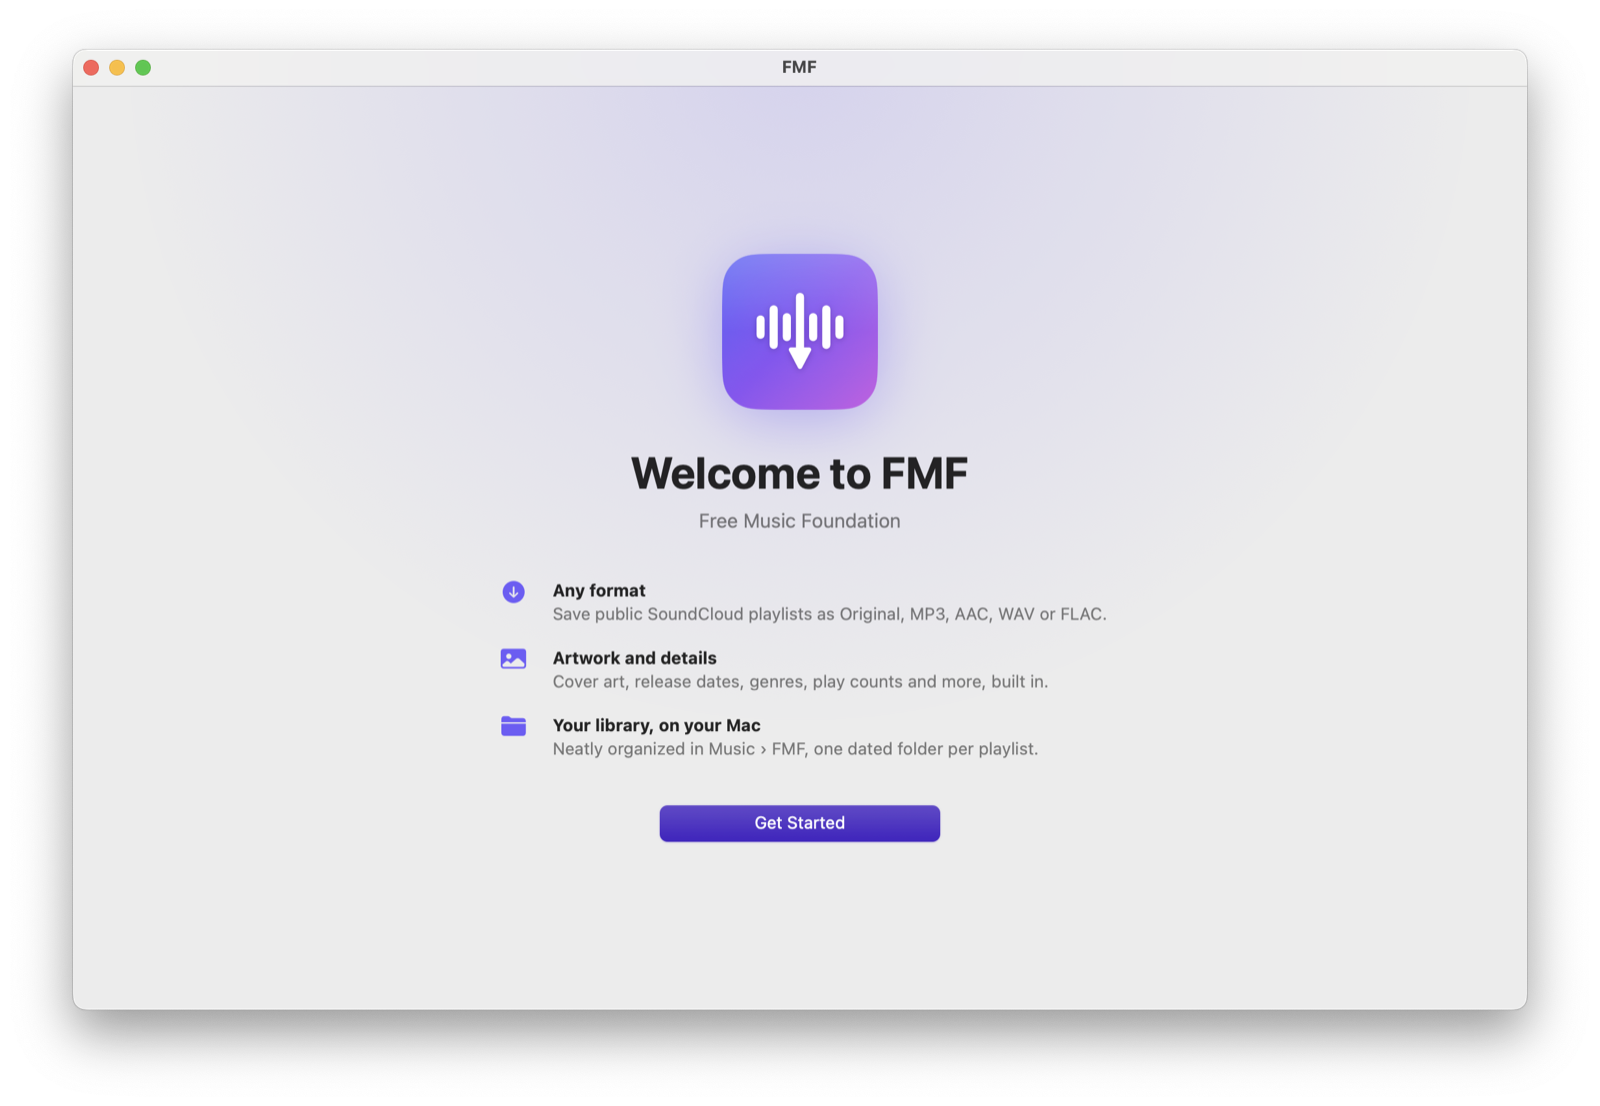 FMF
Welcome to FMF
Free Music Foundation
Any format
Save public SoundCloud playlists as Original, MP3, AAC, WAV or FLAC.
Artwork and details
Cover art, release dates, genres, play counts and more, built in.
Your library, on your Mac
Neatly organized in Music › FMF, one dated folder per playlist.
Get Started